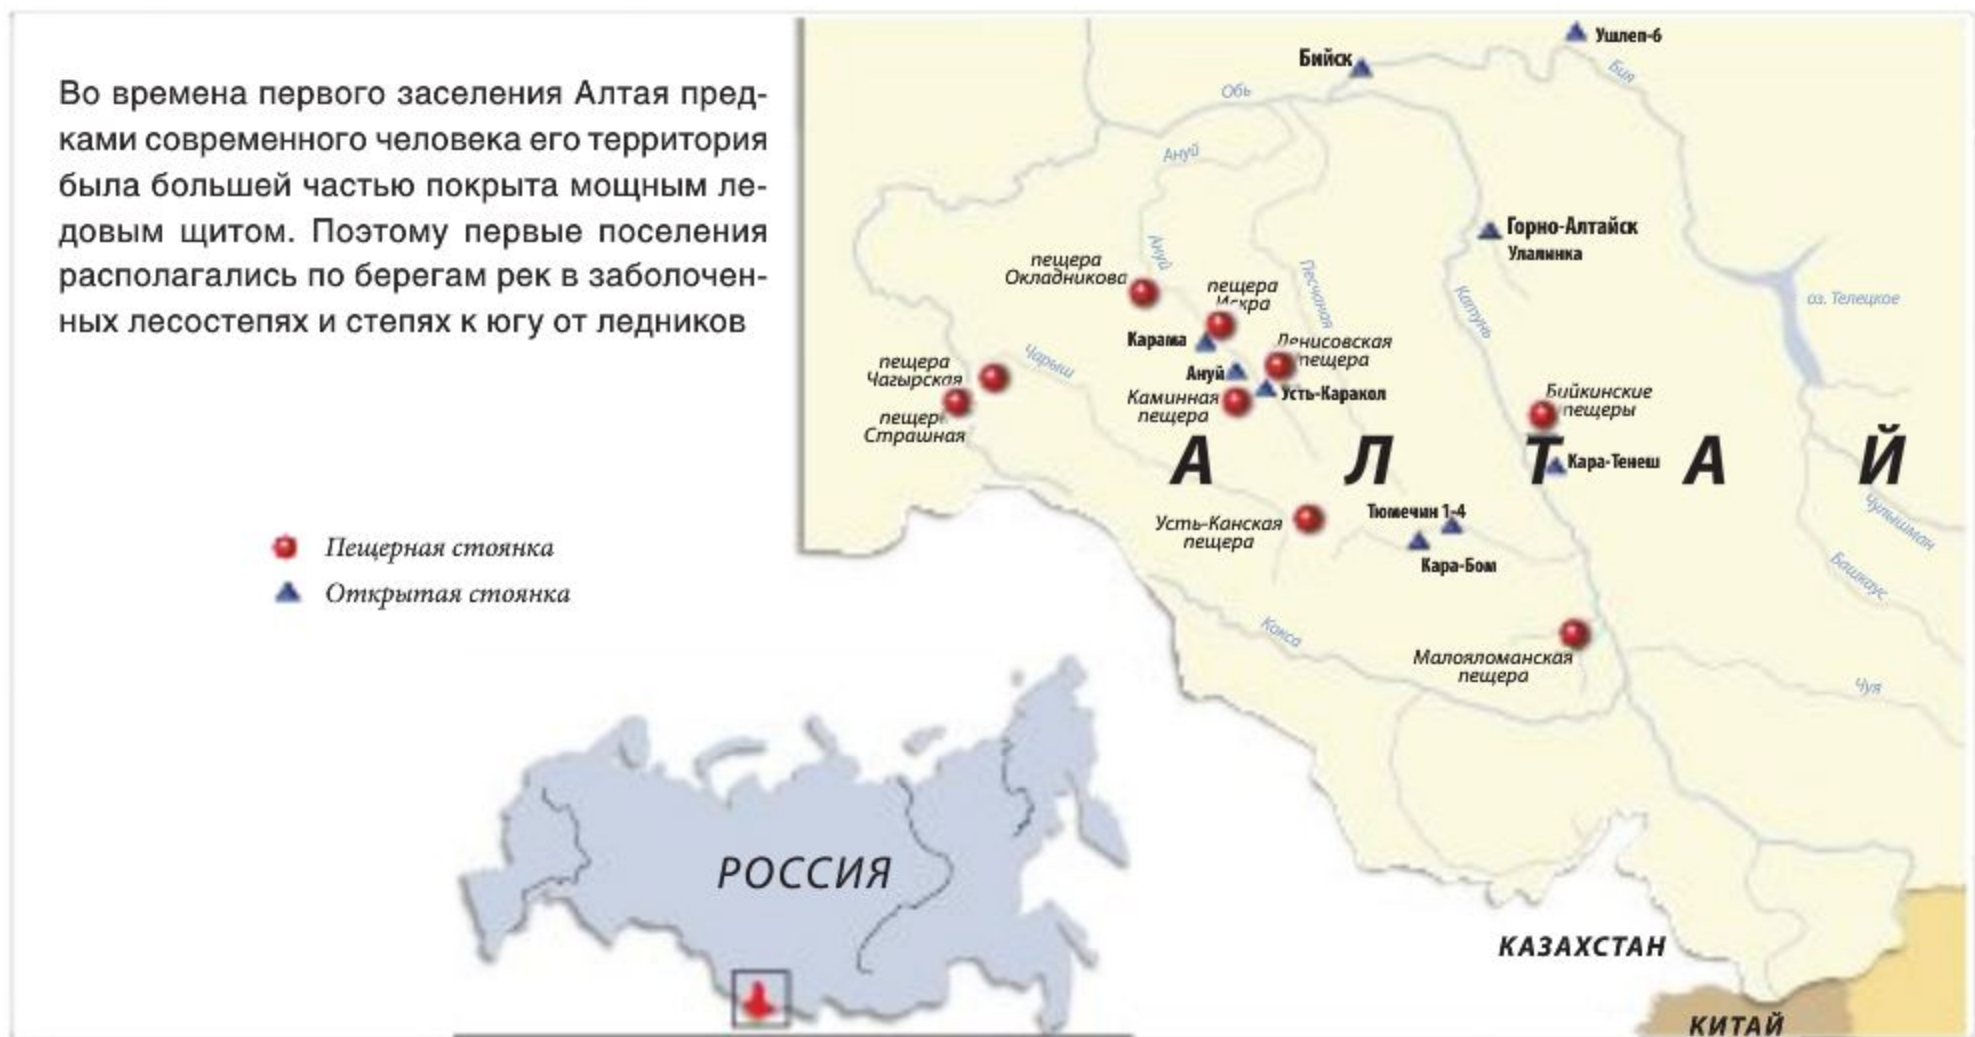 Во времена первого заселения Алтая пред-
ками современного человека его территория
была большей частью покрыта мощным ле-
довым щитом. Поэтому первые поселения
располагались по берегам рек в заболочен-
ных лесостепях и степях к югу от ледников
Пещерная стоянка
Открытая стоянка
РОССИЯ
Ушлеп-6
Бийск
Бия
Обь
Ануй
Горно-Алтайск
Улалинка
Ануй
пещера
Окладникова
Песчаная
Катунь
оз. Телецкое
пещера
Искра
Карама
Денисовская
пещера
Чарыш
пещера
Чагырская
Ануй
Усть-Каракол
Каминная
пещера
Бийкинские
пещеры
пещера
Страшная
АЛТАЙ
Кара-Тенеш
Усть-Канская
пещера
Тюмечин 1-4
Кара-Бом
Чулышман
Башкаус
Кокса
Малояломанская
пещера
Чуя
КАЗАХСТАН
КИТАЙ